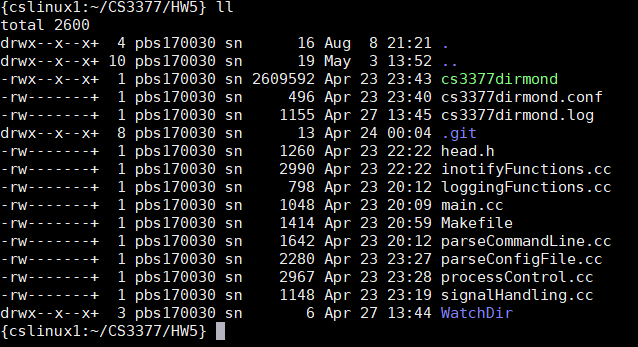 {cslinux1:~/CS3377/HW5} ll
total 2600
drwx--x--x+  4 pbs170030 sn      16 Aug  8 21:21 .
drwx--x--x+ 10 pbs170030 sn      19 May  3 13:52 ..
-rwx--x--x+  1 pbs170030 sn 2609592 Apr 23 23:43 cs3377dirmond
-rw-------+  1 pbs170030 sn     496 Apr 23 23:40 cs3377dirmond.conf
-rw-------+  1 pbs170030 sn    1155 Apr 27 13:45 cs3377dirmond.log
drwx--x--x+  8 pbs170030 sn      13 Apr 24 00:04 .git
-rw-------+  1 pbs170030 sn    1260 Apr 23 22:22 head.h
-rw-------+  1 pbs170030 sn    2990 Apr 23 22:22 inotifyFunctions.cc
-rw-------+  1 pbs170030 sn     798 Apr 23 20:12 loggingFunctions.cc
-rw-------+  1 pbs170030 sn    1048 Apr 23 20:09 main.cc
-rw-------+  1 pbs170030 sn    1414 Apr 23 20:59 Makefile
-rw-------+  1 pbs170030 sn    1642 Apr 23 20:12 parseCommandLine.cc
-rw-------+  1 pbs170030 sn    2280 Apr 23 23:27 parseConfigFile.cc
-rw-------+  1 pbs170030 sn    2967 Apr 23 23:28 processControl.cc
-rw-------+  1 pbs170030 sn    1148 Apr 23 23:19 signalHandling.cc
drwx--x--x+  3 pbs170030 sn       6 Apr 27 13:44 WatchDir
{cslinux1:~/CS3377/HW5}